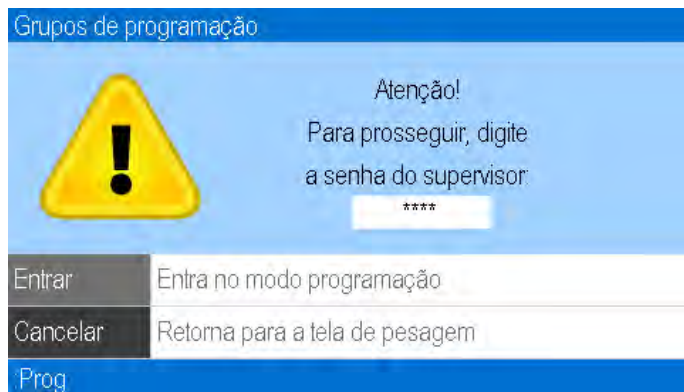 Grupos de programação
Atenção!
Para prosseguir, digite
a senha do supervisor:
****
Entrar Entra no modo programação
Cancelar Retorna para a tela de pesagem
Prog